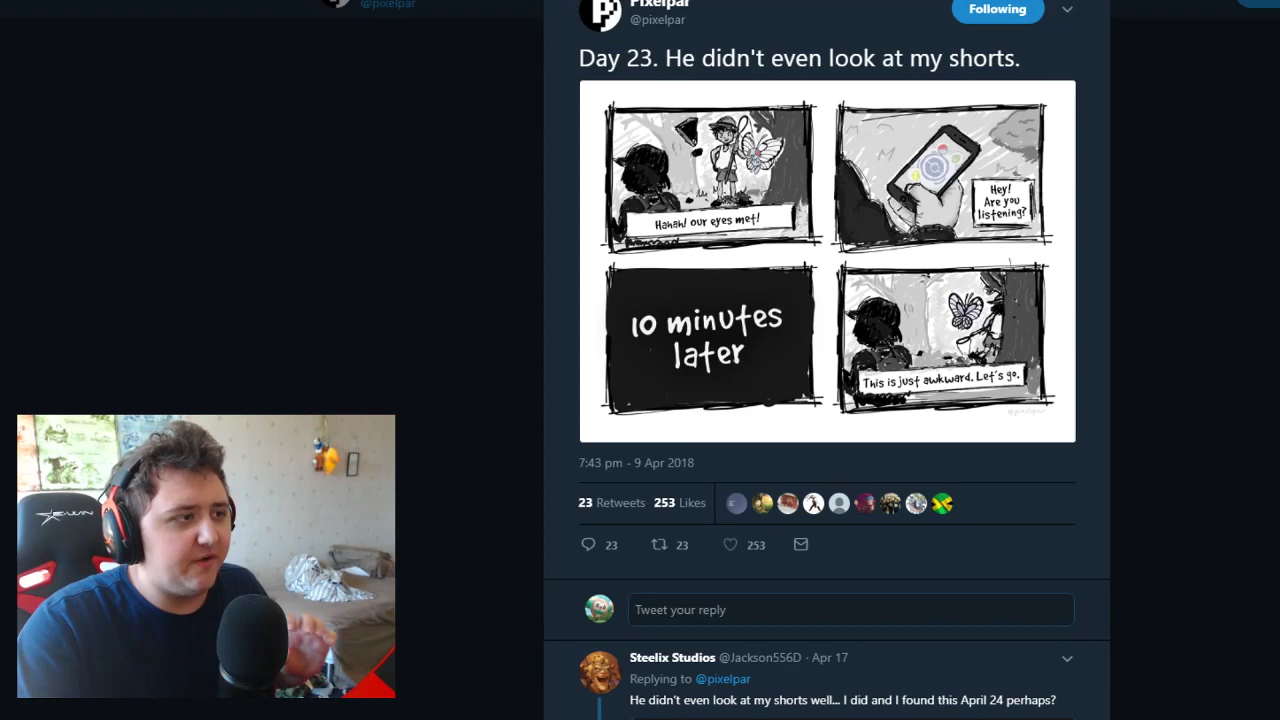 @pixelpar
Pixelpar
@pixelpar
Following
Day 23. He didn't even look at my shorts.
Hahah! our eyes met!
Hey!
Are you
listening?
10 minutes
later
This is just awkward. Let's go.
@pixelpar
7:43 pm - 9 Apr 2018
23 Retweets 253 Likes
23 23 253
Tweet your reply
Steelix Studios @Jackson556D · Apr 17
Replying to @pixelpar
He didn't even look at my shorts well... I did and I found this April 24 perhaps?
EWIN